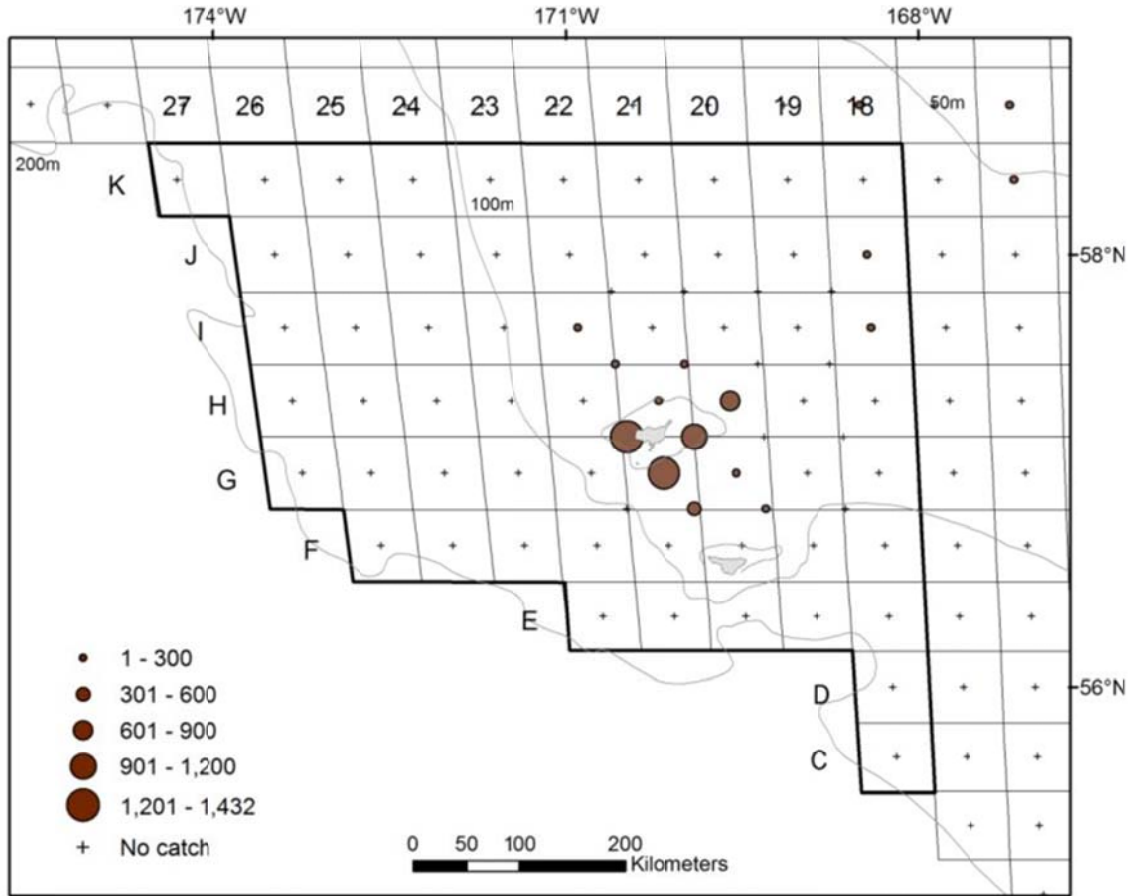 174°W 171°W 168°W
27 26 25 24 23 22 21 20 19 18 50m
200m
K
100m
J
58°N
I
H
G
F
E
1 - 300
301 - 600
D
56°N
601 - 900
C
901 - 1,200
1,201 - 1,432
No catch
0 50 100 200
Kilometers